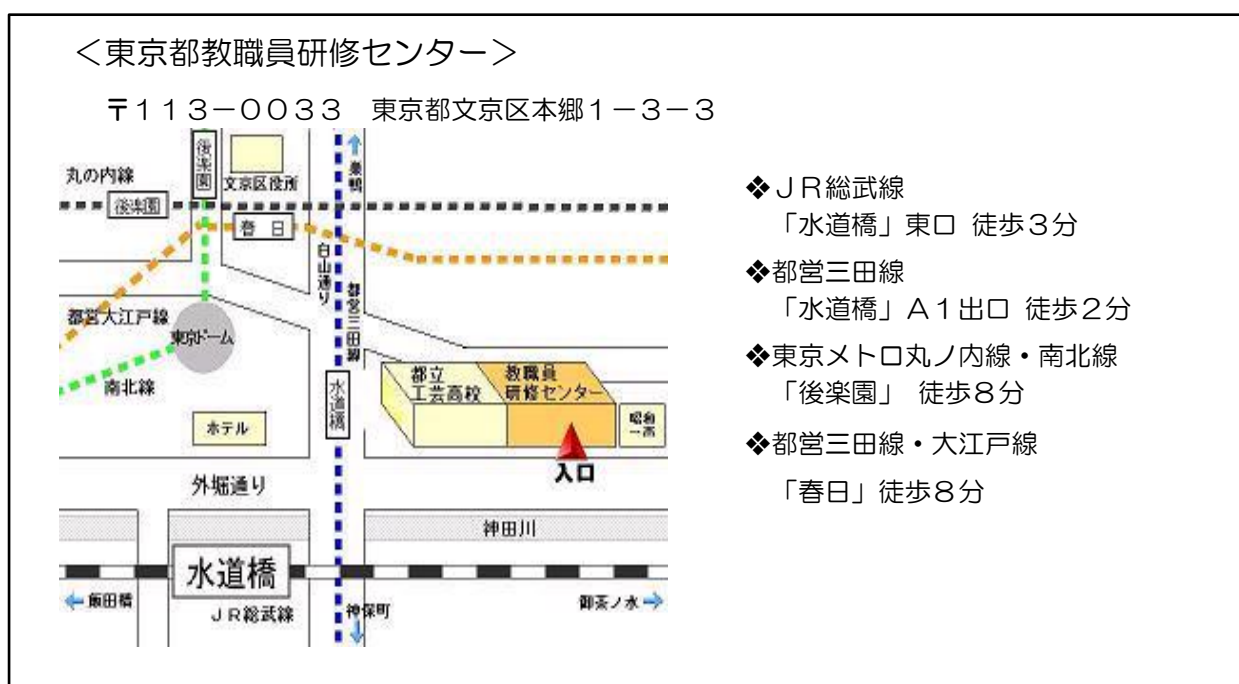 ＜東京都教職員研修センター＞
〒１１３－００３３　東京都文京区本郷１－３－３
後楽園
巣鴨
丸の内線
文京区役所
後楽園
春日
白山通り
都営三田線
都営大江戸線
東京ドーム
南北線
水道橋
都立
工芸高校
教職員
研修センター
昭和
一高
ホテル
入口
外堀通り
神田川
水道橋
飯田橋
ＪＲ総武線
神保町
御茶ノ水
❖ＪＲ総武線
「水道橋」東口 徒歩３分
❖都営三田線
「水道橋」Ａ１出口 徒歩２分
❖東京メトロ丸ノ内線・南北線
「後楽園」 徒歩８分
❖都営三田線・大江戸線
「春日」徒歩８分